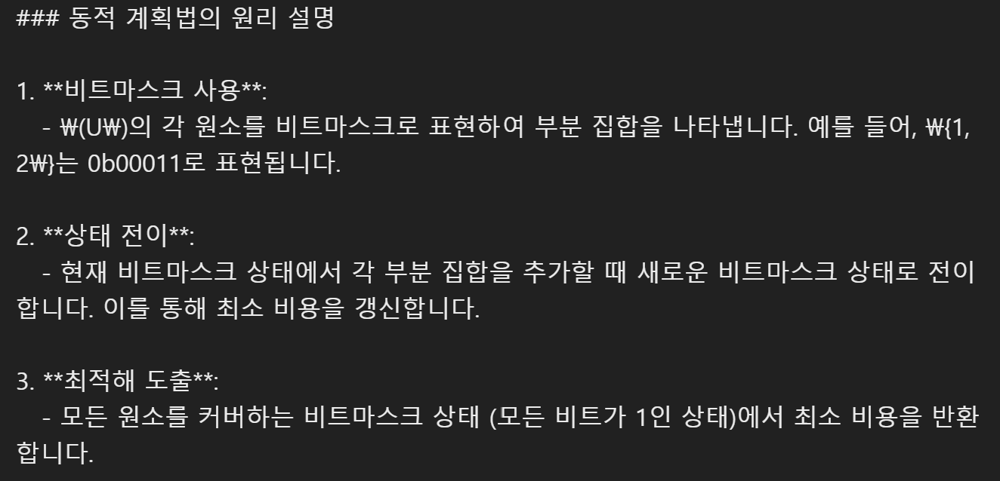 ### 동적 계획법의 원리 설명
1. **비트마스크 사용**:
- ₩(U₩)의 각 원소를 비트마스크로 표현하여 부분 집합을 나타냅니다. 예를 들어, ₩{1,
2₩}는 0b00011로 표현됩니다.
2. **상태 전이**:
- 현재 비트마스크 상태에서 각 부분 집합을 추가할 때 새로운 비트마스크 상태로 전이
합니다. 이를 통해 최소 비용을 갱신합니다.
3. **최적해 도출**:
- 모든 원소를 커버하는 비트마스크 상태 (모든 비트가 1인 상태)에서 최소 비용을 반환
합니다.